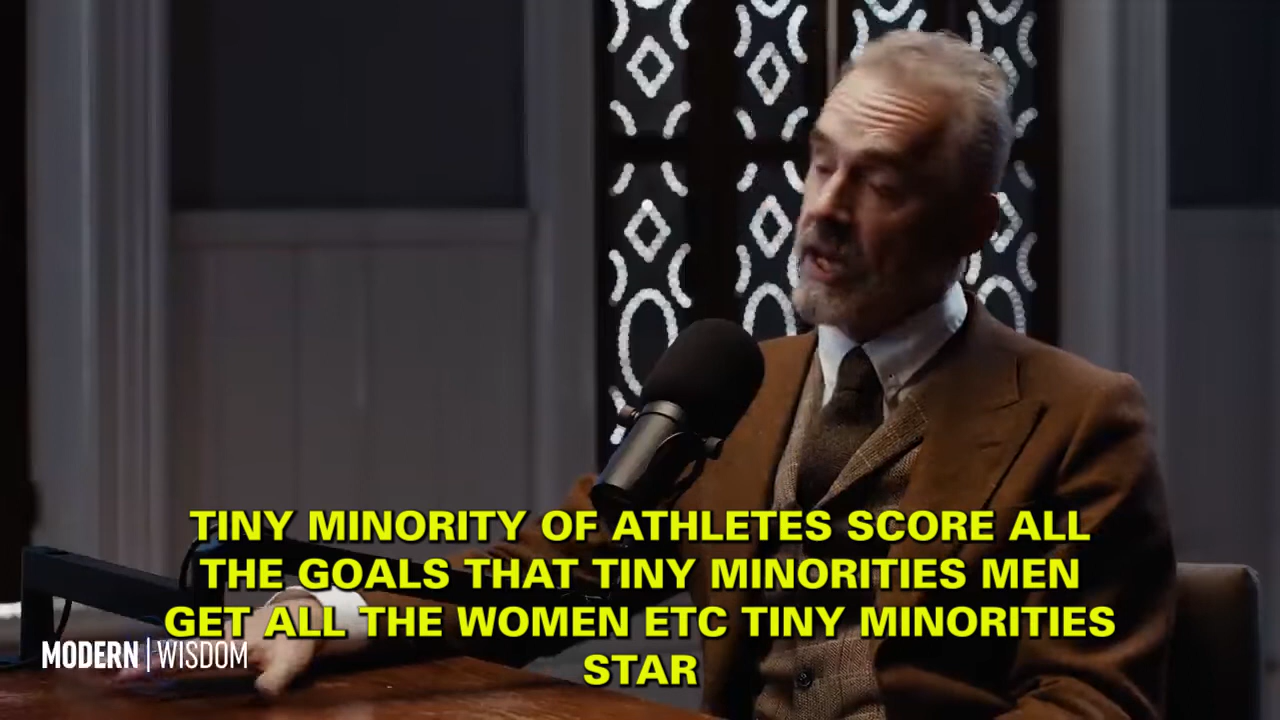 TINY MINORITY OF ATHLETES SCORE ALL
THE GOALS THAT TINY MINORITIES MEN
GET ALL THE WOMEN ETC TINY MINORITIES
STAR
MODERN | WISDOM